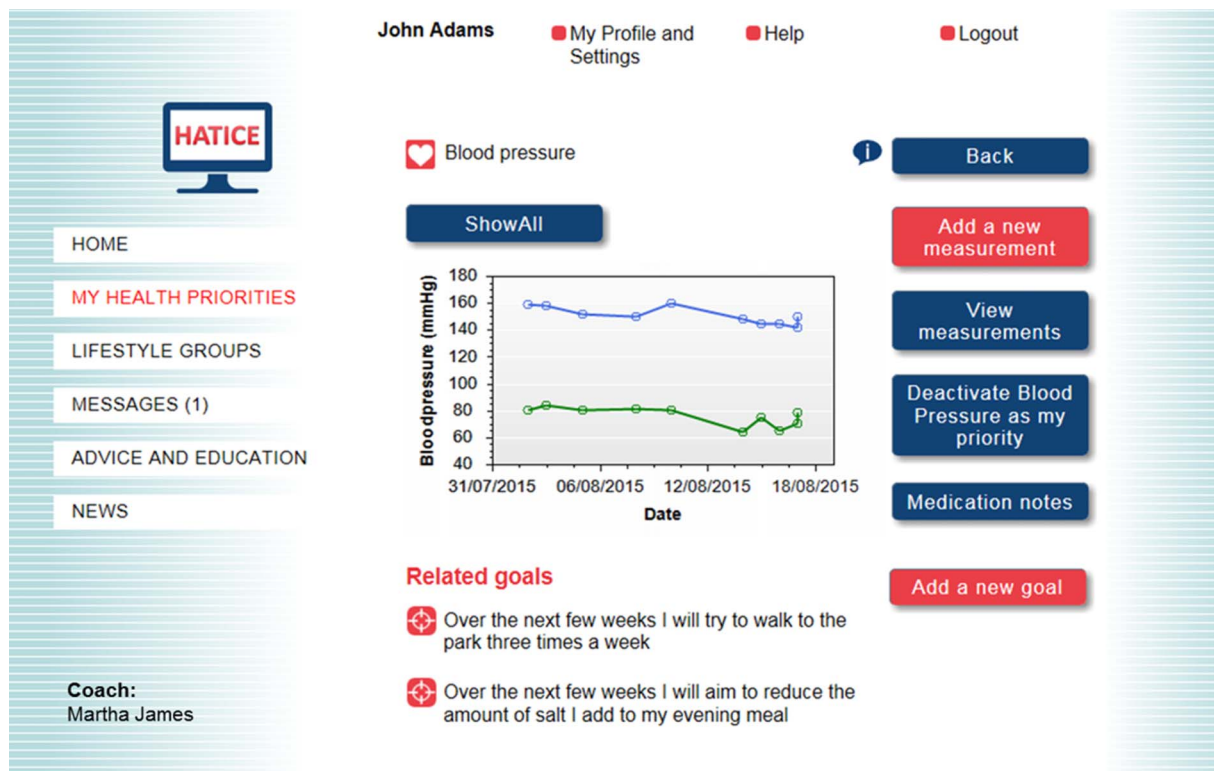 John Adams
My Profile and
Settings
Help
Logout
HATICE
HOME
MY HEALTH PRIORITIES
LIFESTYLE GROUPS
MESSAGES (1)
ADVICE AND EDUCATION
NEWS
Coach:
Martha James
Blood pressure
i
Back
ShowAll
Add a new
measurement
View
measurements
Deactivate Blood
Pressure as my
priority
Medication notes
Bloodpressure (mmHg)
180
160
140
120
100
80
60
40
31/07/2015 06/08/2015 12/08/2015 18/08/2015
Date
Related goals
Add a new goal
Over the next few weeks I will try to walk to the
park three times a week
Over the next few weeks I will aim to reduce the
amount of salt I add to my evening meal